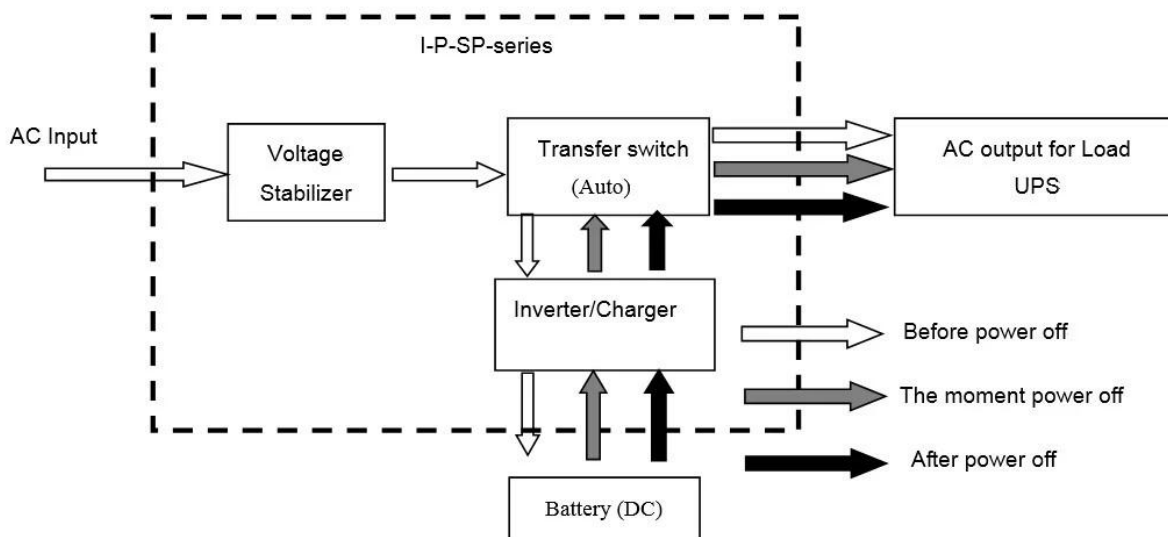 I-P-SP-series
AC Input
Voltage
Stabilizer
Transfer switch
(Auto)
AC output for Load
UPS
Inverter/Charger
Before power off
The moment power off
After power off
Battery (DC)